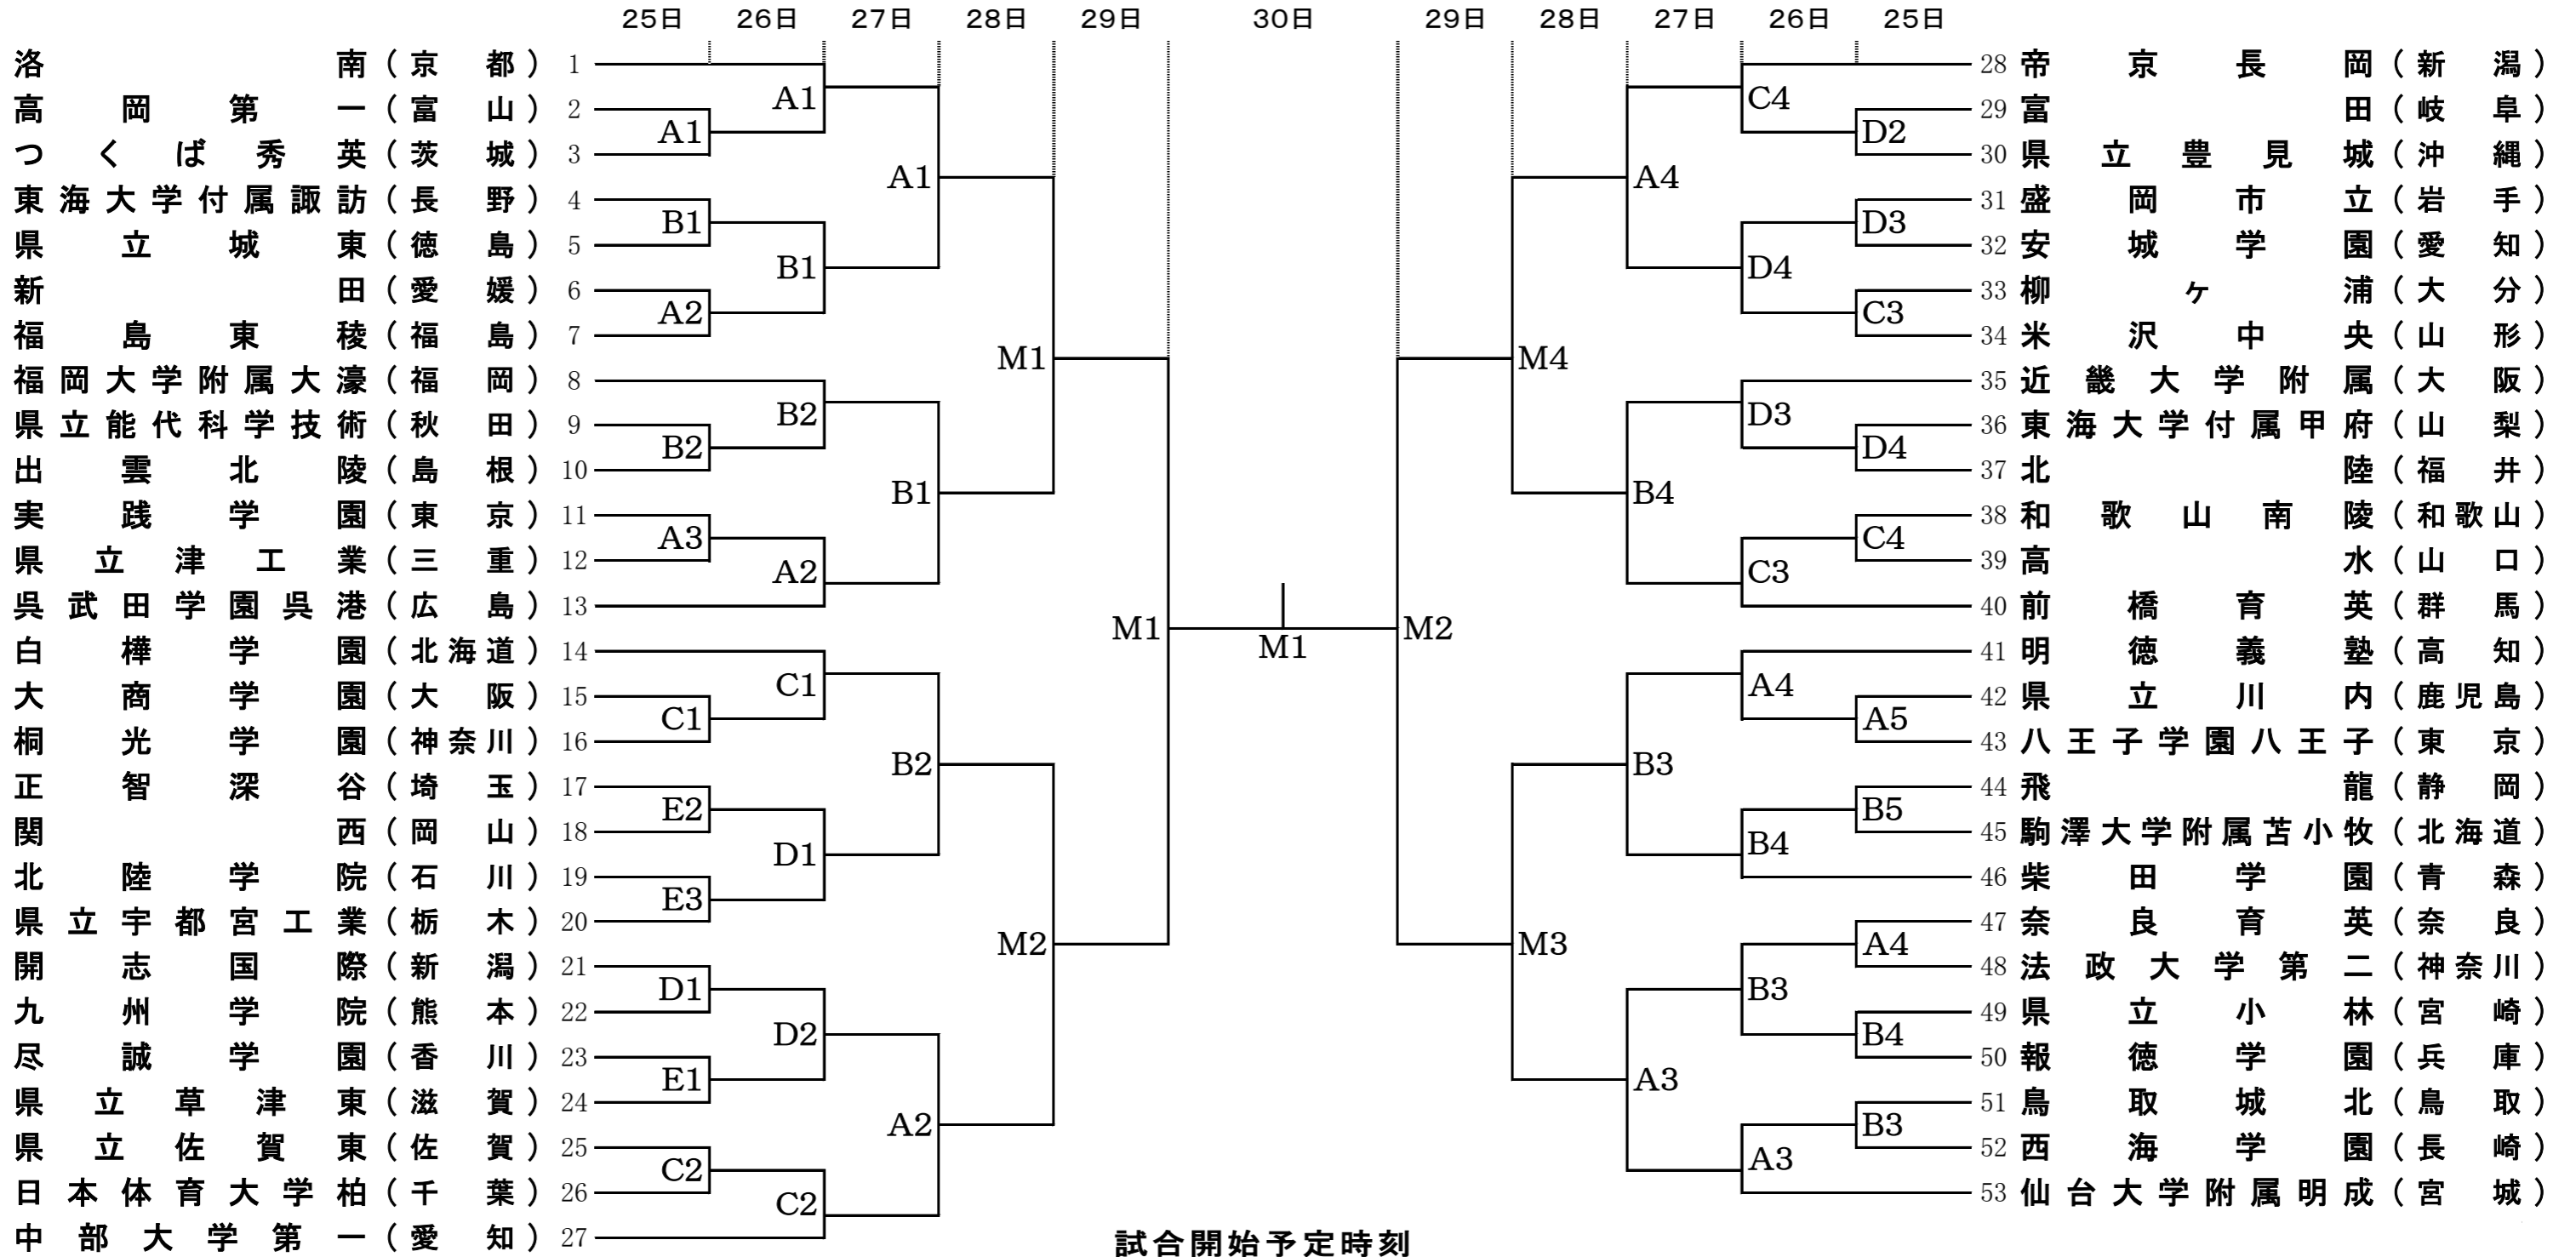 25日 26日 27日 28日 29日 30日 29日 28日 27日 26日 25日
洛南(京都) 1
高岡第一(富山) 2
つくば秀英(茨城) 3
東海大学付属諏訪(長野) 4
県立城東(徳島) 5
新田(愛媛) 6
福島東稜(福島) 7
福岡大学附属大濠(福岡) 8
県立能代科学技術(秋田) 9
出雲北陵(島根) 10
実践学園(東京) 11
県立津工業(三重) 12
呉武田学園呉港(広島) 13
白樺学園(北海道) 14
大商学園(大阪) 15
桐光学園(神奈川) 16
正智深谷(埼玉) 17
関西(岡山) 18
北陸学院(石川) 19
県立宇都宮工業(栃木) 20
開志国際(新潟) 21
九州学院(熊本) 22
尽誠学園(香川) 23
県立草津東(滋賀) 24
県立佐賀東(佐賀) 25
日本体育大学柏(千葉) 26
中部大学第一(愛知) 27
A1
B1
A2
B2
A3
C1
E2
E3
D1
E1
C2
A1
B1
B2
A2
C1
D1
D2
C2
A1
B1
B2
A2
M1
M2
M1
M1
M2
M4
M3
A4
B4
B3
A3
C4
D4
D3
C3
A4
B4
B3
A3
D2
D3
C3
D4
C4
A5
B5
A4
B4
B3
28 帝京長岡(新潟)
29 富田(岐阜)
30 県立豊見城(沖縄)
31 盛岡市立(岩手)
32 安城学園(愛知)
33 柳ヶ浦(大分)
34 米沢中央(山形)
35 近畿大学附属(大阪)
36 東海大学付属甲府(山梨)
37 北陸(福井)
38 和歌山南陵(和歌山)
39 高水(山口)
40 前橋育英(群馬)
41 明徳義塾(高知)
42 県立川内(鹿児島)
43 八王子学園八王子(東京)
44 飛龍(静岡)
45 駒澤大学附属苫小牧(北海道)
46 柴田学園(青森)
47 奈良育英(奈良)
48 法政大学第二(神奈川)
49 県立小林(宮崎)
50 報徳学園(兵庫)
51 鳥取城北(鳥取)
52 西海学園(長崎)
53 仙台大学附属明成(宮城)
試合開始予定時刻